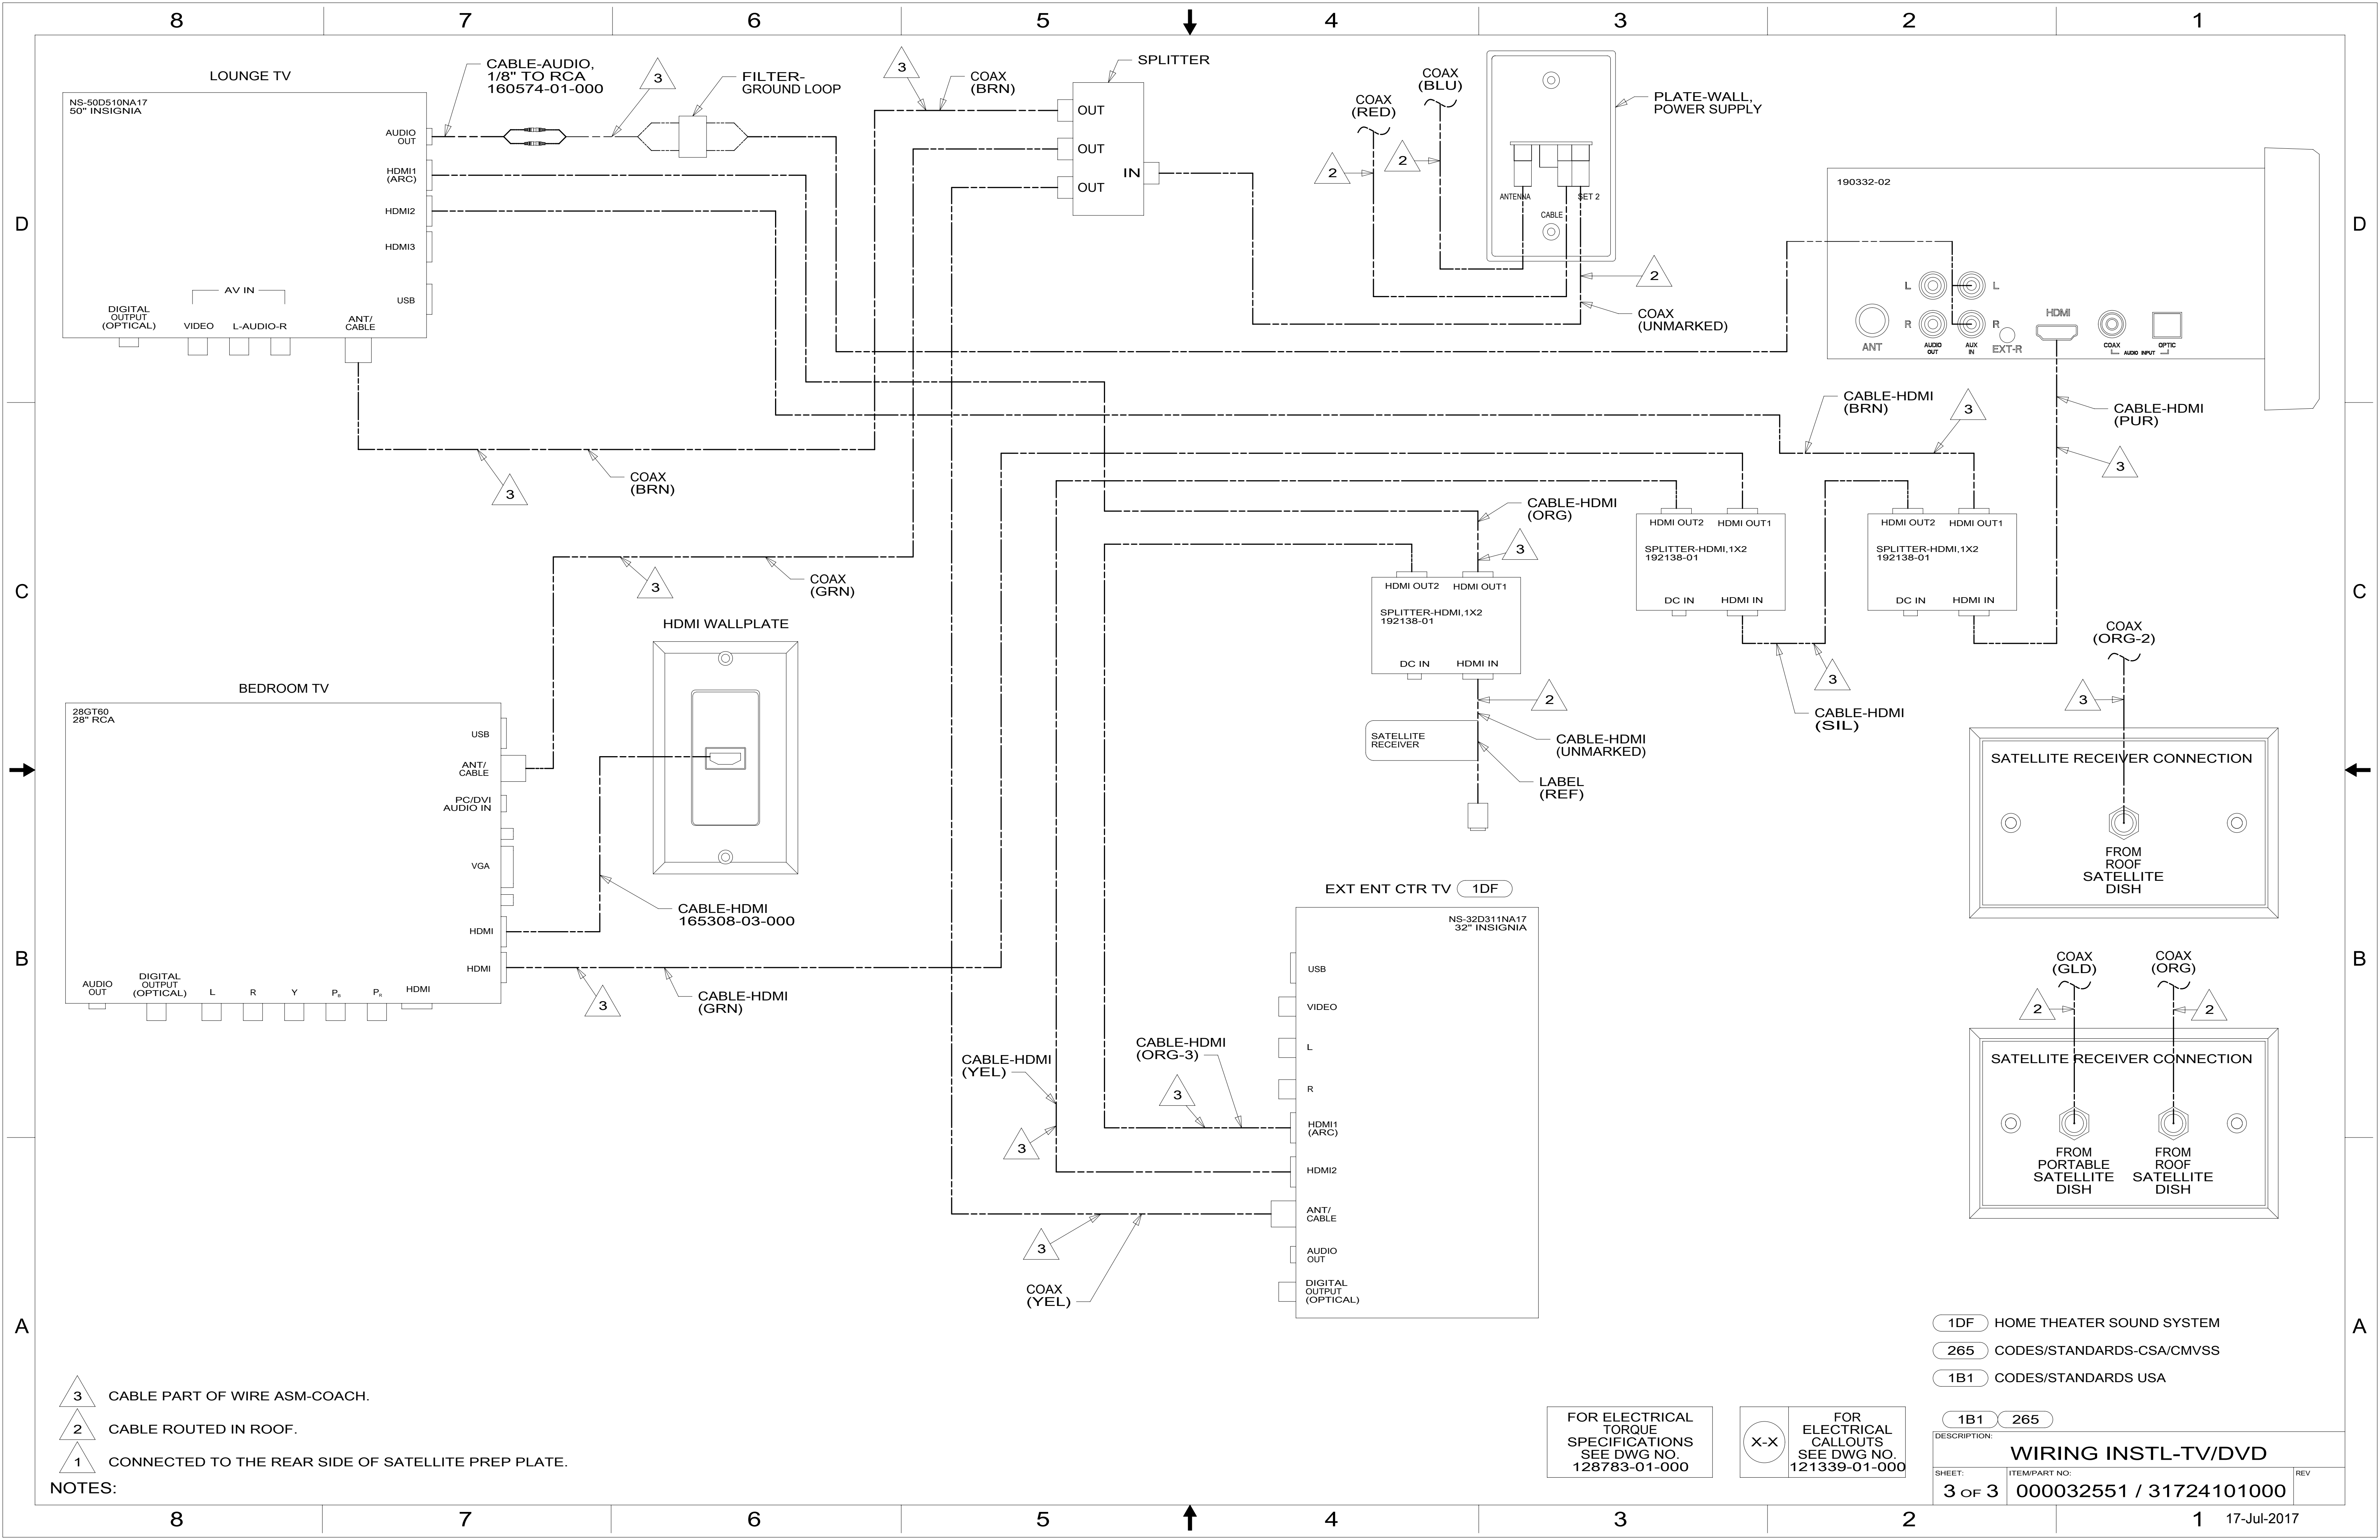 8 7 6 5 4 3 2 1
D
C
B
A
LOUNGE TV
NS-50D510NA17
50" INSIGNIA
AUDIO
OUT
HDMI1
(ARC)
HDMI2
HDMI3
USB
AV IN
DIGITAL
OUTPUT
(OPTICAL)
VIDEO
L-AUDIO-R
ANT/
CABLE
CABLE-AUDIO,
1/8" TO RCA
160574-01-000
3
FILTER-
GROUND LOOP
3
COAX
(BRN)
SPLITTER
OUT
OUT
OUT
IN
COAX
(RED)
COAX
(BLU)
2
2
PLATE-WALL,
POWER SUPPLY
ANTENNA
SET 2
CABLE
2
COAX
(UNMARKED)
190332-02
L
L
R
R
ANT
AUDIO
OUT
AUX
IN
EXT-R
HDMI
COAX
OPTIC
AUDIO INPUT
D
CABLE-HDMI
(BRN)
3
CABLE-HDMI
(PUR)
3
3
COAX
(BRN)
CABLE-HDMI
(ORG)
3
HDMI OUT2
HDMI OUT1
SPLITTER-HDMI,1X2
192138-01
DC IN
HDMI IN
HDMI OUT2
HDMI OUT1
SPLITTER-HDMI,1X2
192138-01
DC IN
HDMI IN
HDMI OUT2
HDMI OUT1
SPLITTER-HDMI,1X2
192138-01
DC IN
HDMI IN
C
3
COAX
(GRN)
HDMI WALLPLATE
2
SATELLITE
RECEIVER
CABLE-HDMI
(UNMARKED)
LABEL
(REF)
3
CABLE-HDMI
(SIL)
COAX
(ORG-2)
3
SATELLITE RECEIVER CONNECTION
FROM
ROOF
SATELLITE
DISH
BEDROOM TV
28GT60
28" RCA
USB
ANT/
CABLE
PC/DVI
AUDIO IN
VGA
HDMI
HDMI
AUDIO
OUT
DIGITAL
OUTPUT
(OPTICAL)
L
R
Y
PB
PR
HDMI
CABLE-HDMI
165308-03-000
3
CABLE-HDMI
(GRN)
EXT ENT CTR TV 1DF
NS-32D311NA17
32" INSIGNIA
USB
VIDEO
L
R
HDMI1
(ARC)
HDMI2
ANT/
CABLE
AUDIO
OUT
DIGITAL
OUTPUT
(OPTICAL)
CABLE-HDMI
(YEL)
3
CABLE-HDMI
(ORG-3)
3
3
COAX
(YEL)
B
COAX
(GLD)
COAX
(ORG)
2
2
SATELLITE RECEIVER CONNECTION
FROM
PORTABLE
SATELLITE
DISH
FROM
ROOF
SATELLITE
DISH
A
1DF HOME THEATER SOUND SYSTEM
265 CODES/STANDARDS-CSA/CMVSS
1B1 CODES/STANDARDS USA
3 CABLE PART OF WIRE ASM-COACH.
2 CABLE ROUTED IN ROOF.
1 CONNECTED TO THE REAR SIDE OF SATELLITE PREP PLATE.
NOTES:
FOR ELECTRICAL
TORQUE
SPECIFICATIONS
SEE DWG NO.
128783-01-000
X-X
FOR
ELECTRICAL
CALLOUTS
SEE DWG NO.
121339-01-000
1B1 265
DESCRIPTION:
WIRING INSTL-TV/DVD
SHEET:
3 OF 3
ITEM/PART NO:
000032551 / 31724101000
REV
8 7 6 5 4 3 2 1
17-Jul-2017